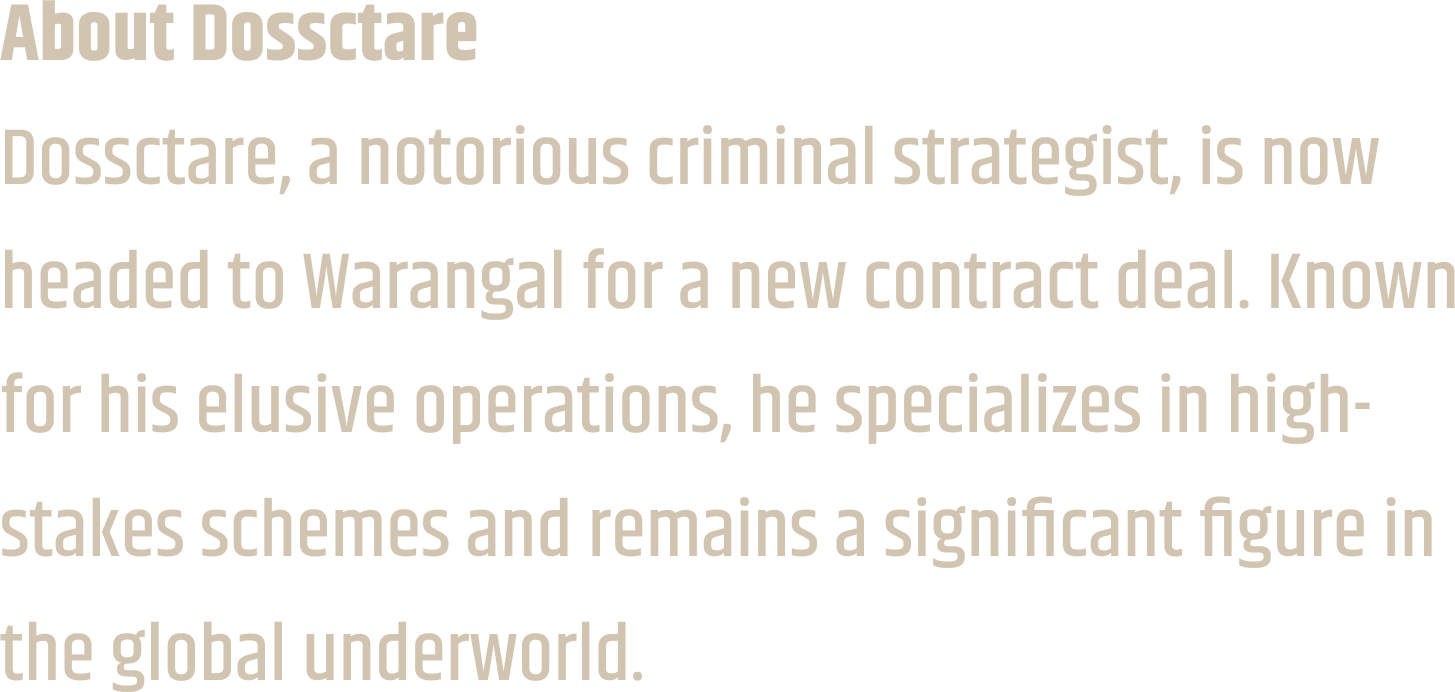 About Dossctare
Dossctare, a notorious criminal strategist, is now
headed to Warangal for a new contract deal. Known
for his elusive operations, he specializes in high-
stakes schemes and remains a significant figure in
the global underworld.